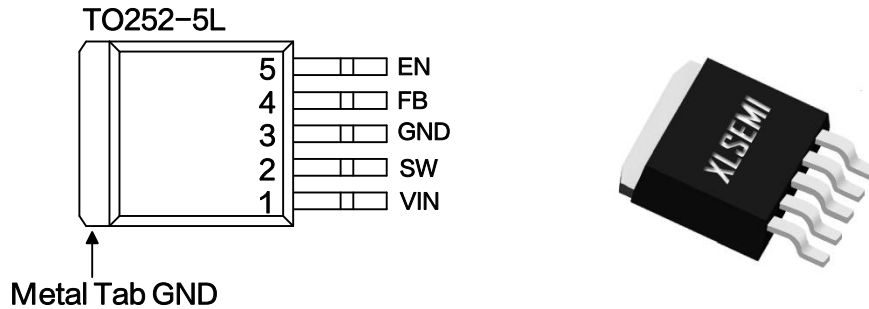 TO252-5L
5 EN
4 FB
3 GND
2 SW
1 VIN
Metal Tab GND
XLSEMI